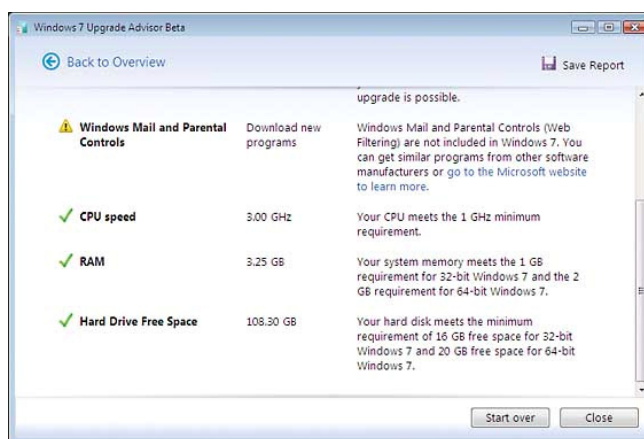 Windows 7 Upgrade Advisor Beta
Back to Overview
Save Report
upgrade is possible.
Windows Mail and Parental
Controls
Download new
programs
Windows Mail and Parental Controls (Web
Filtering) are not included in Windows 7. You
can get similar programs from other software
manufacturers or go to the Microsoft website
to learn more.
CPU speed
3.00 GHz
Your CPU meets the 1 GHz minimum
requirement.
RAM
3.25 GB
Your system memory meets the 1 GB
requirement for 32-bit Windows 7 and the 2
GB requirement for 64-bit Windows 7.
Hard Drive Free Space
108.30 GB
Your hard disk meets the minimum
requirement of 16 GB free space for 32-bit
Windows 7 and 20 GB free space for 64-bit
Windows 7.
Start over
Close